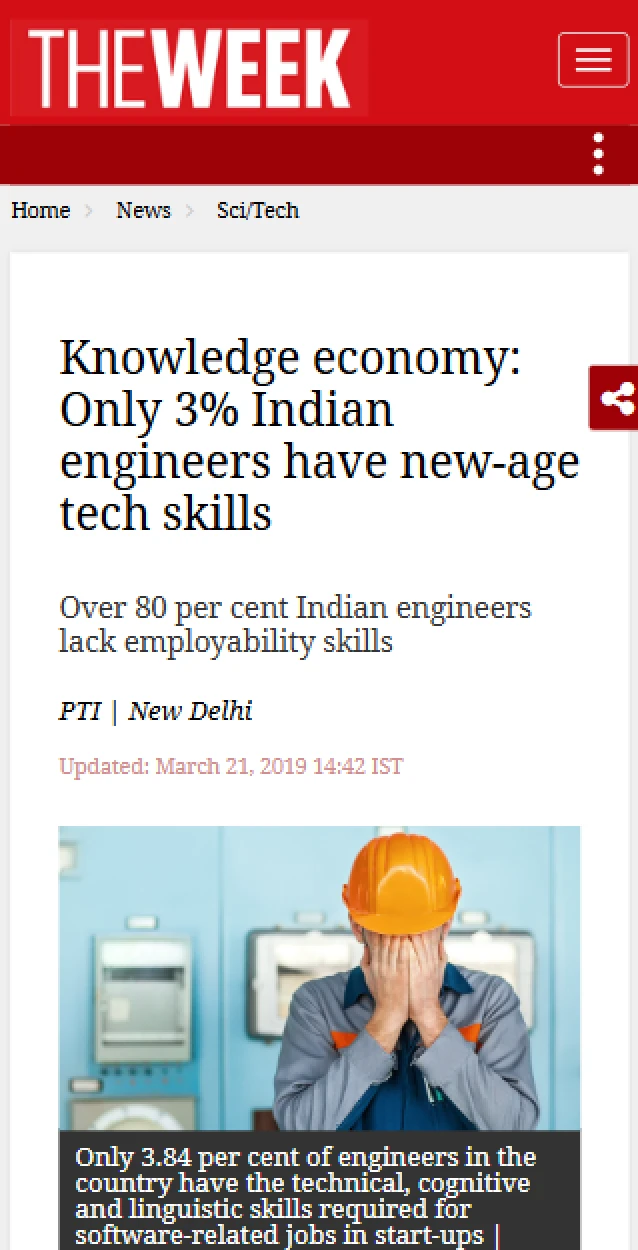 THEWEEK
Home > News > Sci/Tech
Knowledge economy:
Only 3% Indian
engineers have new-age
tech skills
Over 80 per cent Indian engineers
lack employability skills
PTI | New Delhi
Updated: March 21, 2019 14:42 IST
Only 3.84 per cent of engineers in the
country have the technical, cognitive
and linguistic skills required for
software-related jobs in start-ups |